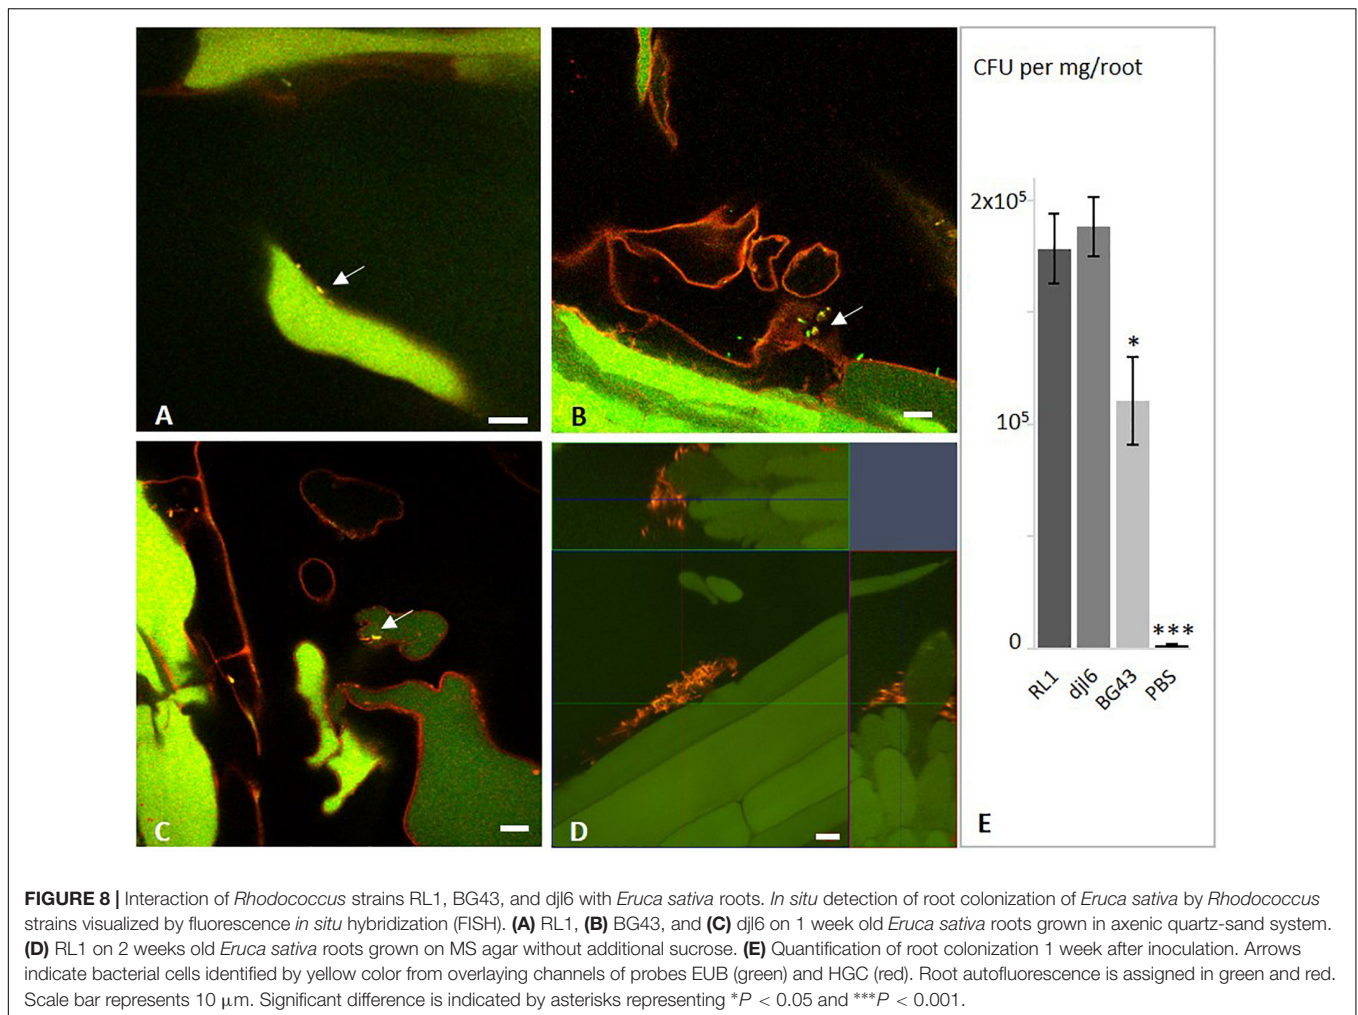 A
B
C
D
CFU per mg/root
2x10⁵
10⁵
0
*
***
RL1
djl6
BG43
PBS
E
FIGURE 8 | Interaction of Rhodococcus strains RL1, BG43, and djl6 with Eruca sativa roots. In situ detection of root colonization of Eruca sativa by Rhodococcus
strains visualized by fluorescence in situ hybridization (FISH). (A) RL1, (B) BG43, and (C) djl6 on 1 week old Eruca sativa roots grown in axenic quartz-sand system.
(D) RL1 on 2 weeks old Eruca sativa roots grown on MS agar without additional sucrose. (E) Quantification of root colonization 1 week after inoculation. Arrows
indicate bacterial cells identified by yellow color from overlaying channels of probes EUB (green) and HGC (red). Root autofluorescence is assigned in green and red.
Scale bar represents 10 μm. Significant difference is indicated by asterisks representing *P < 0.05 and ***P < 0.001.